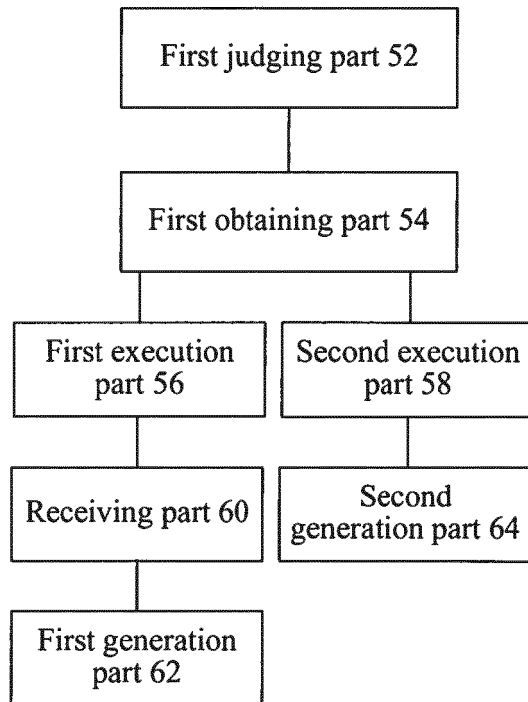 First judging part 52
First obtaining part 54
First execution
part 56
Second execution
part 58
Receiving part 60
Second
generation part 64
First generation
part 62